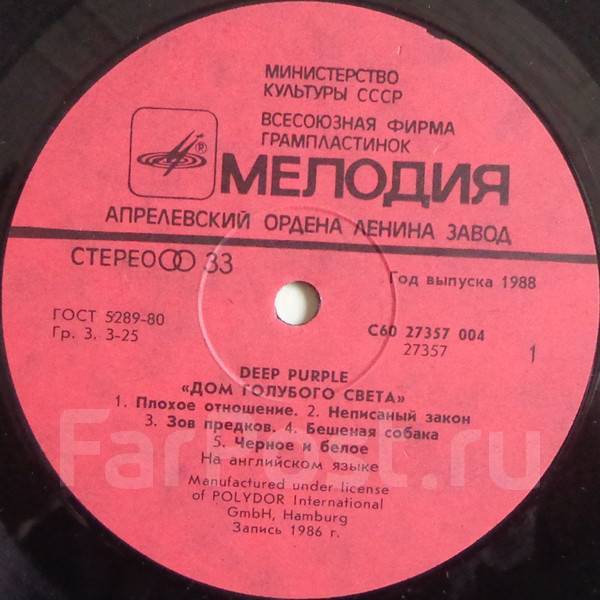 МИНИСТЕРСТВО
КУЛЬТУРЫ СССР
ВСЕСОЮЗНАЯ ФИРМА
ГРАМПЛАСТИНОК
®
МЕЛОДИЯ
АПРЕЛЕВСКИЙ ОРДЕНА ЛЕНИНА ЗАВОД
СТЕРЕО 33
Год выпуска 1988
ГОСТ 5289-80
Гр. 3. 3-25
С60 27357 004
27357
1
DEEP PURPLE
«ДОМ ГОЛУБОГО СВЕТА»
1. Плохое отношение. 2. Неписаный закон
3. Зов предков. 4. Бешеная собака
5. Черное и белое
На английском языке
Manufactured under license
of POLYDOR International
GmbH, Hamburg
Запись 1986 г.
FarPost.ru